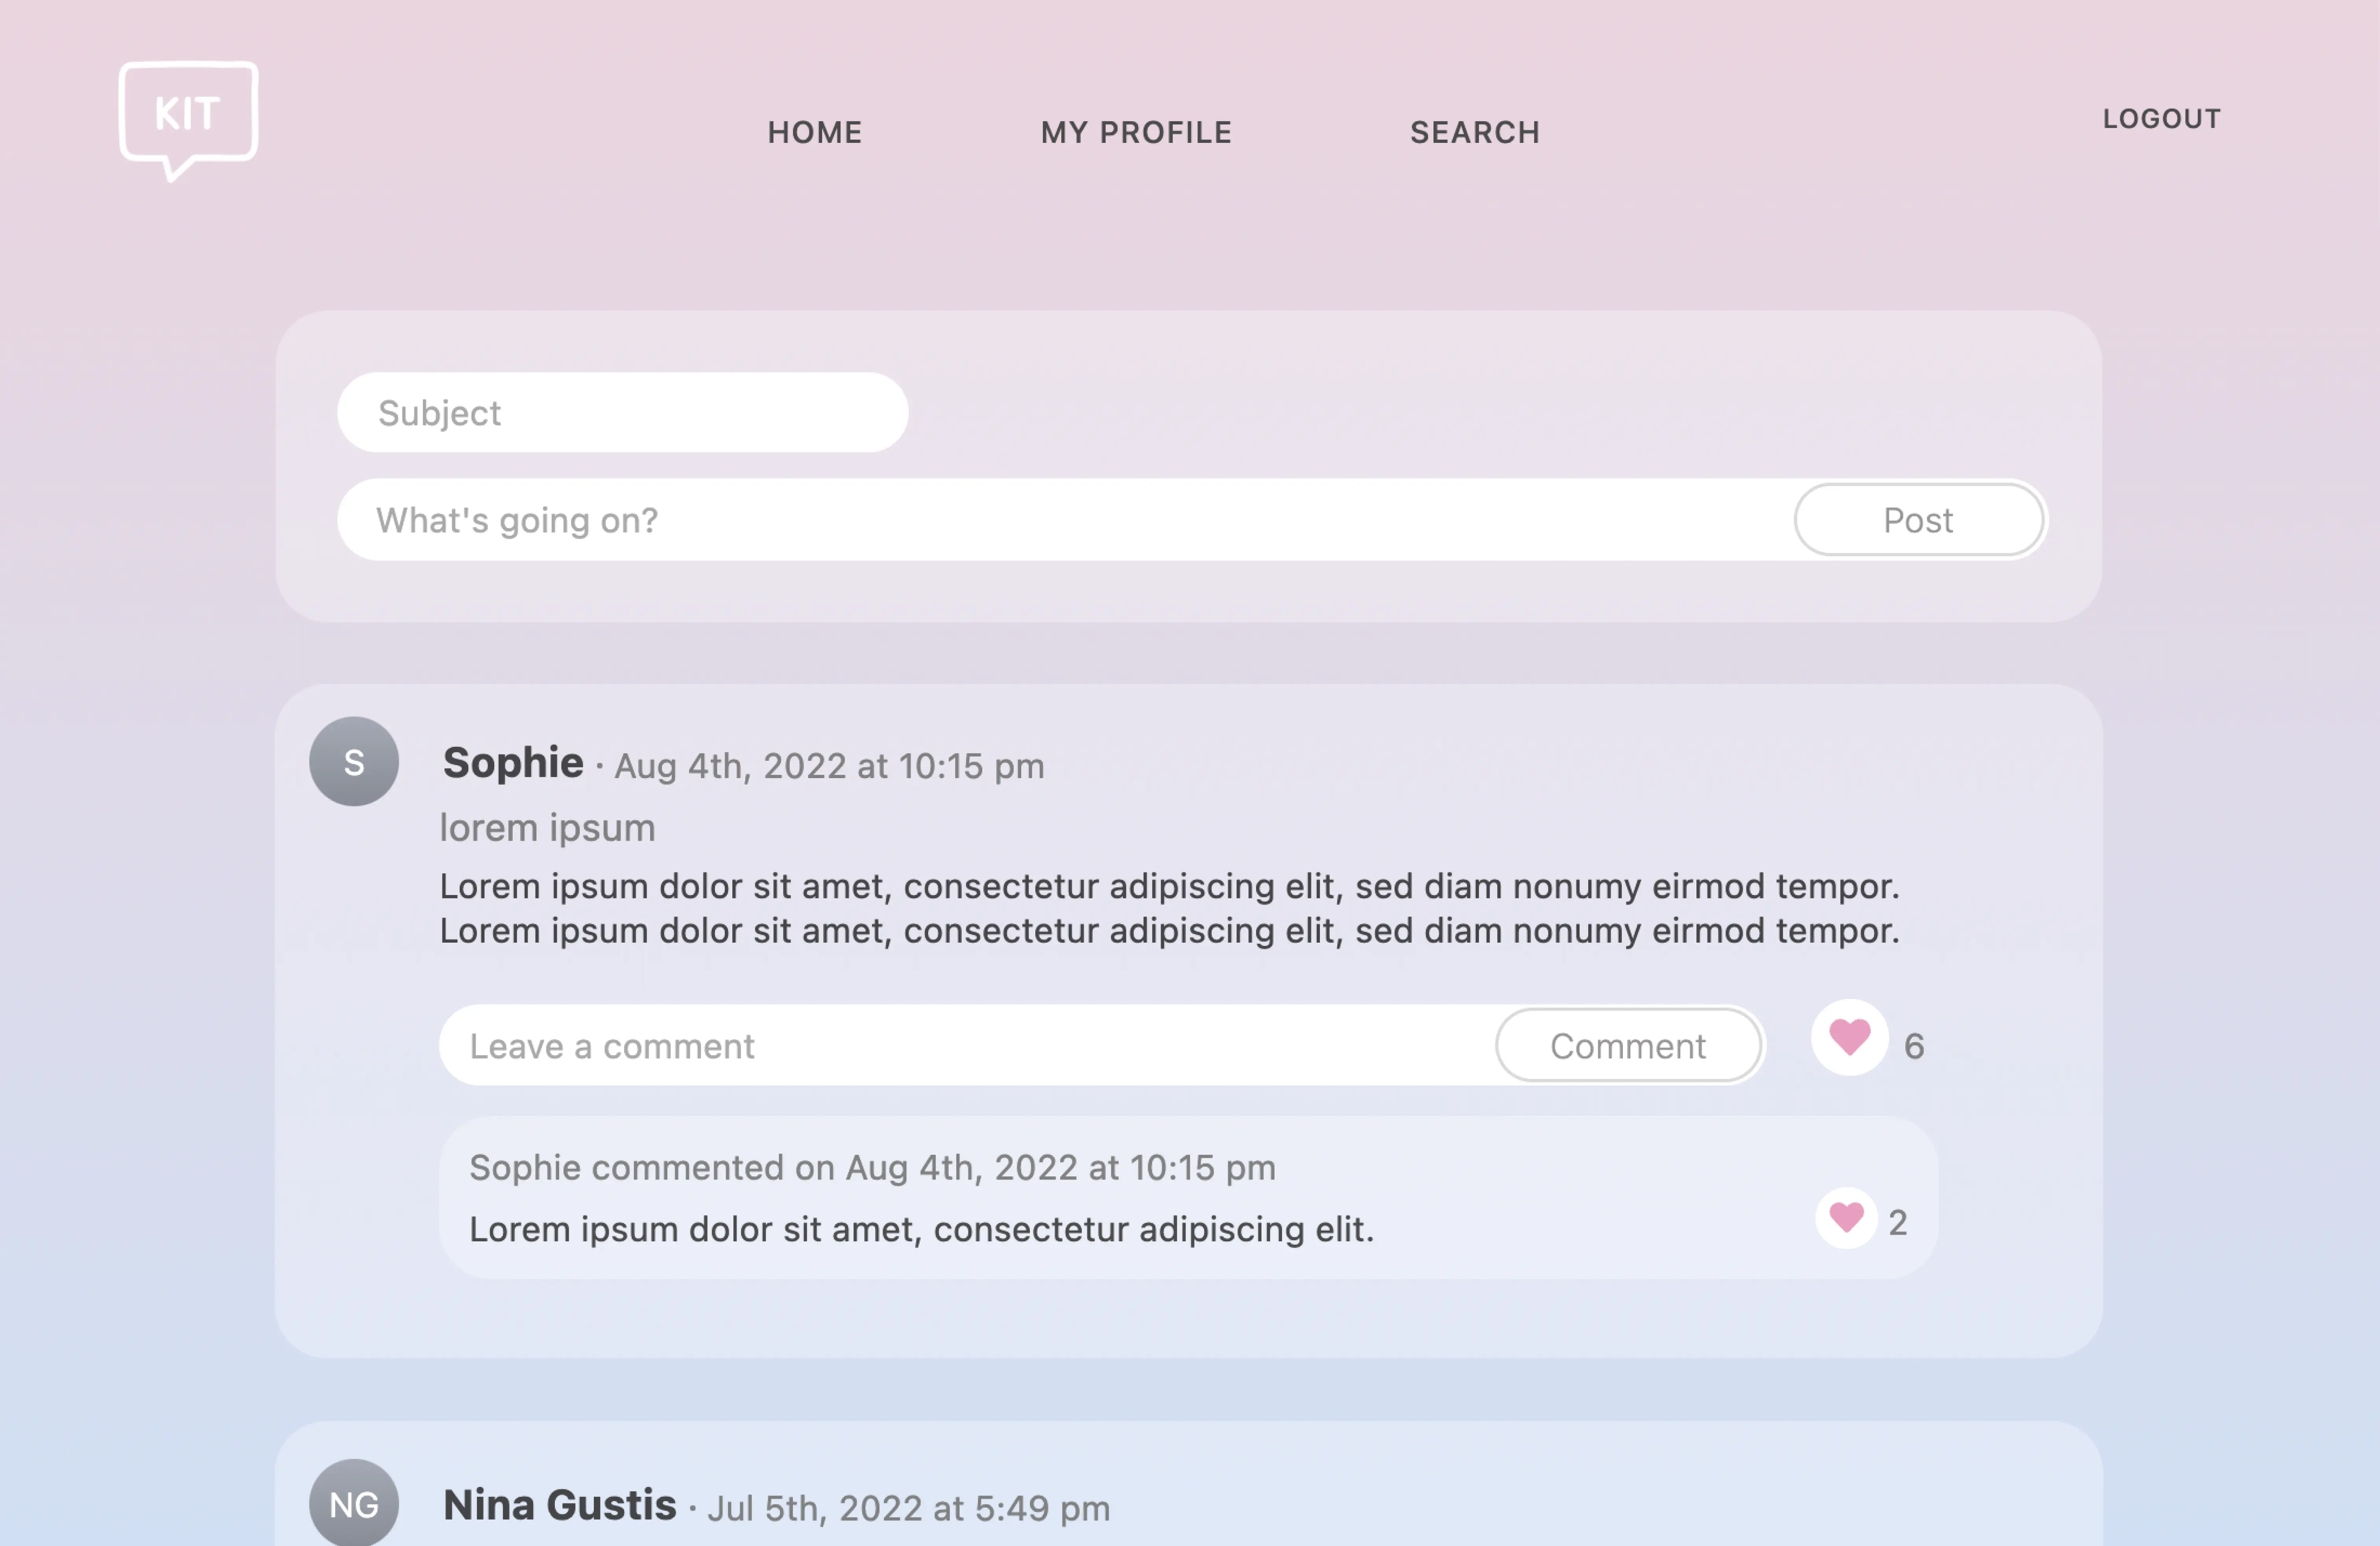 KIT
HOME
MY PROFILE
SEARCH
LOGOUT
Subject
What's going on?
Post
S
Sophie · Aug 4th, 2022 at 10:15 pm
lorem ipsum
Lorem ipsum dolor sit amet, consectetur adipiscing elit, sed diam nonumy eirmod tempor.
Lorem ipsum dolor sit amet, consectetur adipiscing elit, sed diam nonumy eirmod tempor.
Leave a comment
Comment
6
Sophie commented on Aug 4th, 2022 at 10:15 pm
Lorem ipsum dolor sit amet, consectetur adipiscing elit.
2
NG
Nina Gustis · Jul 5th, 2022 at 5:49 pm